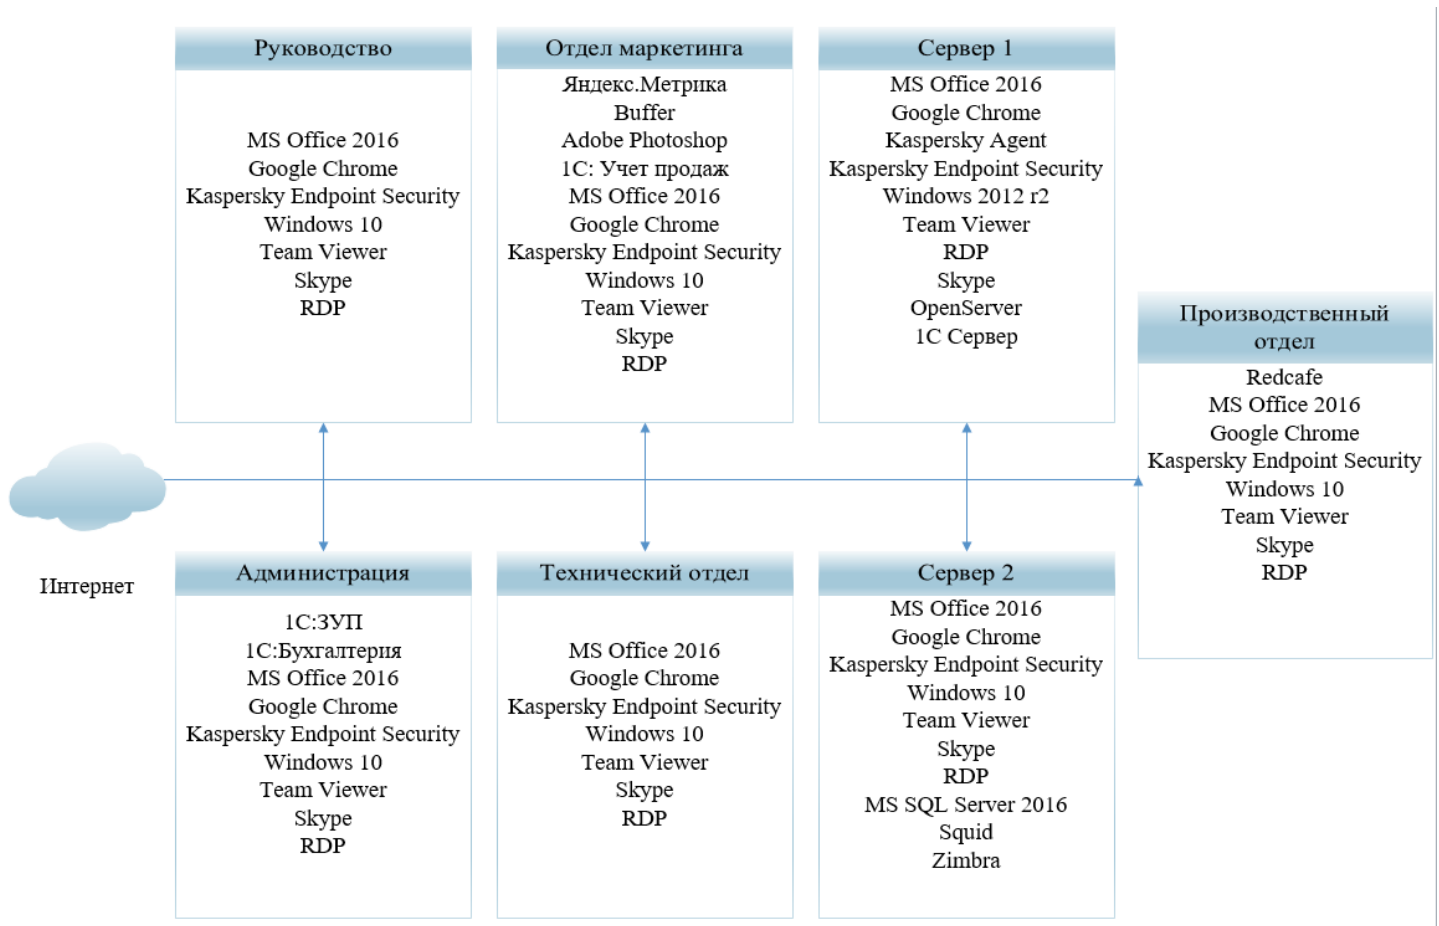 Руководство
MS Office 2016
Google Chrome
Kaspersky Endpoint Security
Windows 10
Team Viewer
Skype
RDP
Отдел маркетинга
Яндекс.Метрика
Buffer
Adobe Photoshop
1С: Учет продаж
MS Office 2016
Google Chrome
Kaspersky Endpoint Security
Windows 10
Team Viewer
Skype
RDP
Сервер 1
MS Office 2016
Google Chrome
Kaspersky Agent
Kaspersky Endpoint Security
Windows 2012 r2
Team Viewer
RDP
Skype
OpenServer
1С Сервер
Производственный
отдел
Redcafe
MS Office 2016
Google Chrome
Kaspersky Endpoint Security
Windows 10
Team Viewer
Skype
RDP
Интернет
Администрация
1С:ЗУП
1С:Бухгалтерия
MS Office 2016
Google Chrome
Kaspersky Endpoint Security
Windows 10
Team Viewer
Skype
RDP
Технический отдел
MS Office 2016
Google Chrome
Kaspersky Endpoint Security
Windows 10
Team Viewer
Skype
RDP
Сервер 2
MS Office 2016
Google Chrome
Kaspersky Endpoint Security
Windows 10
Team Viewer
Skype
RDP
MS SQL Server 2016
Squid
Zimbra